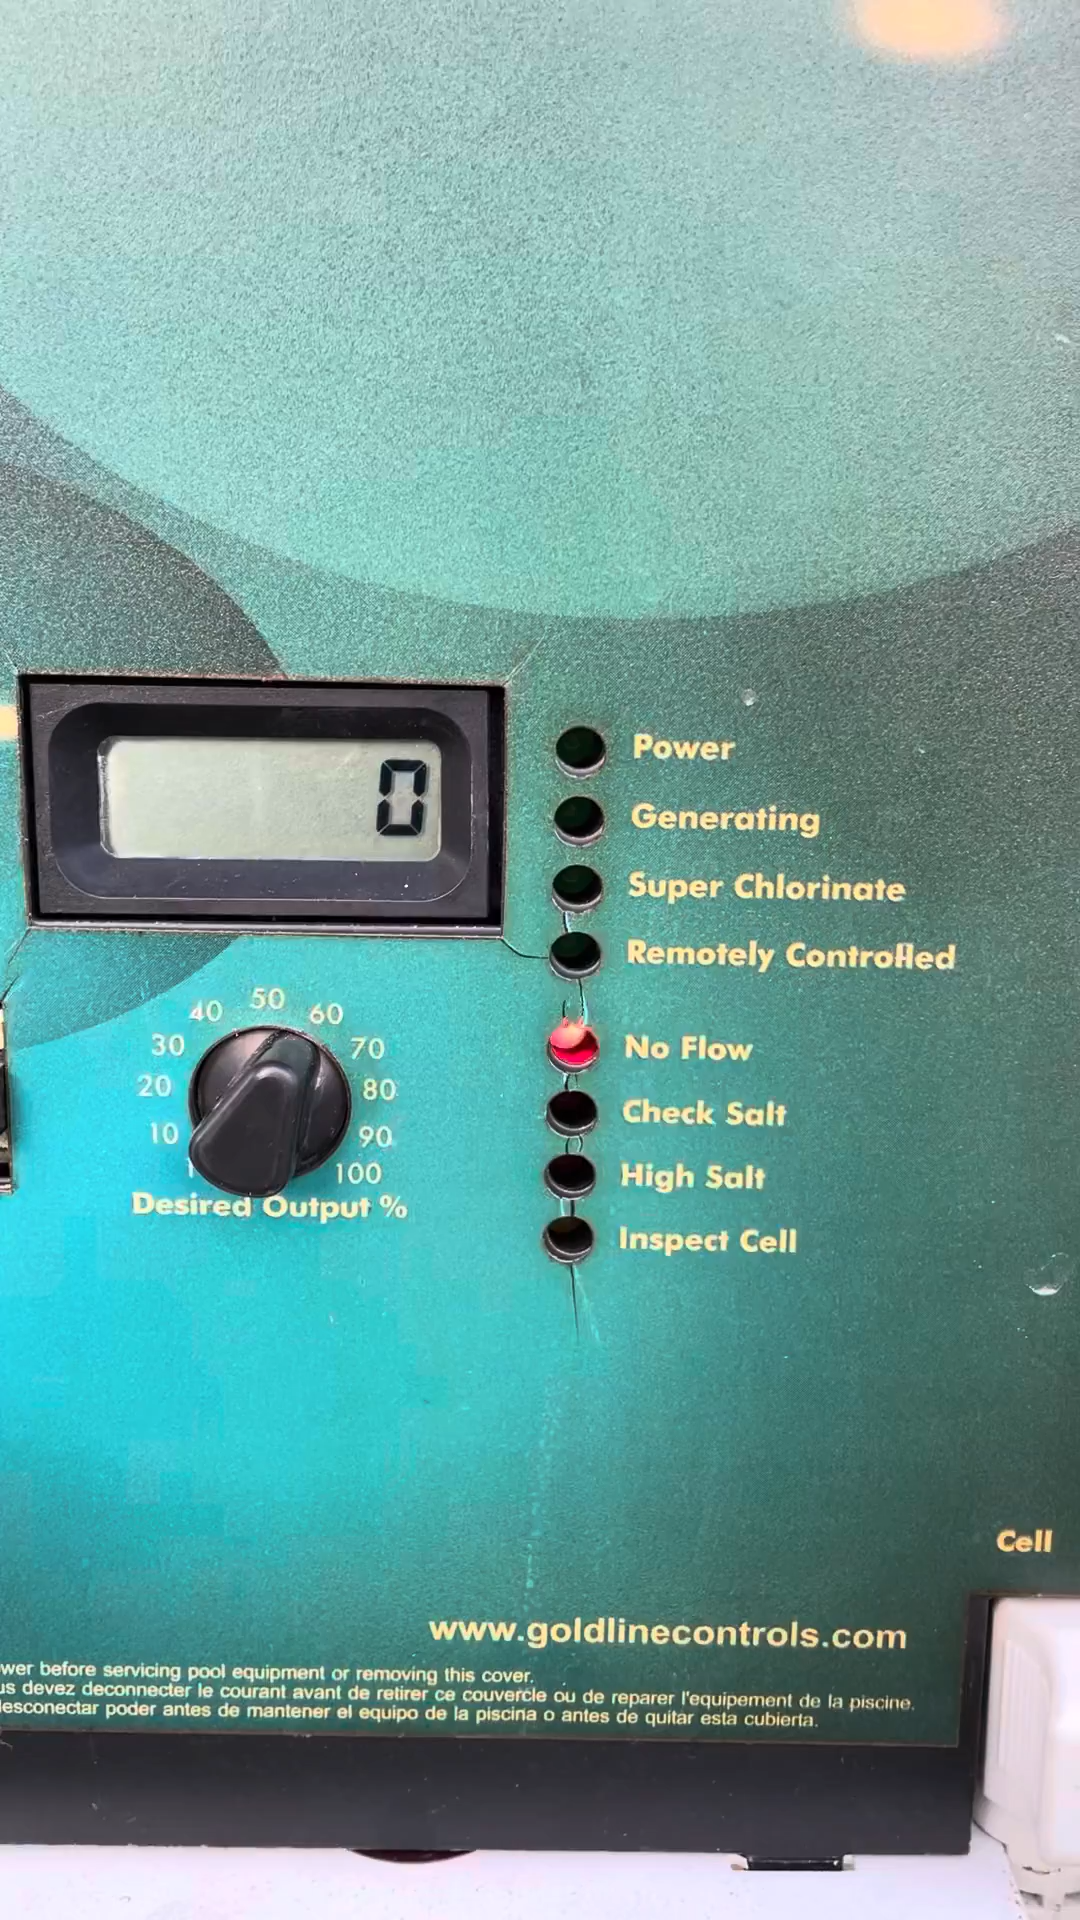 0
Power
Generating
Super Chlorinate
Remotely Controlled
No Flow
Check Salt
High Salt
Inspect Cell
50
40 60
30 70
20 80
10 90
100
Desired Output %
Cell
www.goldlinecontrols.com
before servicing pool equipment or removing this cover.
devez deconnecter le courant avant de retirer ce couvercle ou de reparer l'equipement de la piscine.
desconectar poder antes de mantener el equipo de la piscina o antes de quitar esta cubierta.